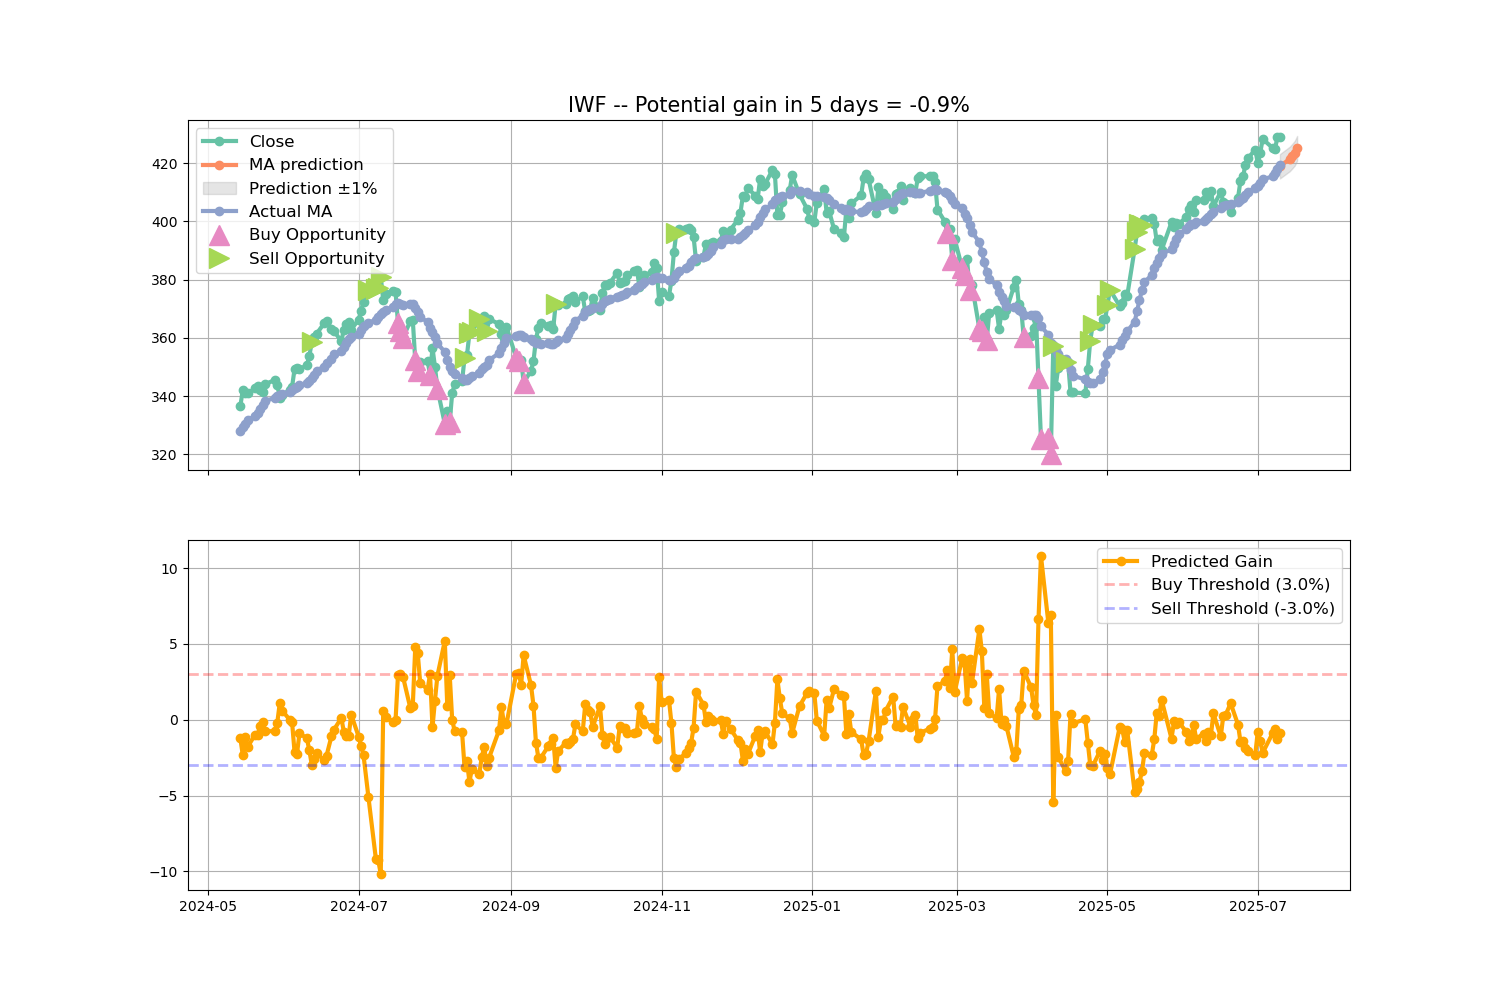 IWF -- Potential gain in 5 days = -0.9%
Close
MA prediction
Prediction ±1%
Actual MA
Buy Opportunity
Sell Opportunity
420
400
380
360
340
320
Predicted Gain
Buy Threshold (3.0%)
Sell Threshold (-3.0%)
10
5
0
−5
−10
2024-05 2024-07 2024-09 2024-11 2025-01 2025-03 2025-05 2025-07